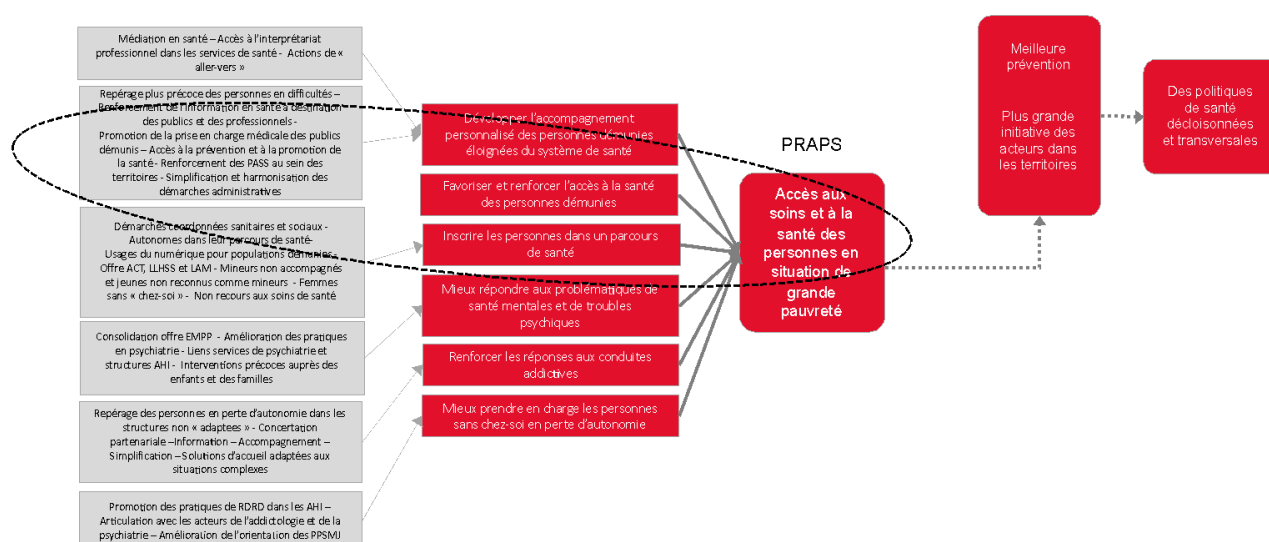 Médiation en santé – Accès à l'interprétariat
professionnel dans les services de santé - Actions de «
aller-vers »
Repérage plus précoce des personnes en difficultés –
Renforcement de l'information en santé à destination
des publics et des professionnels -
Promotion de la prise en charge médicale des publics
démunis – Accès à la prévention et à la promotion de
la santé - Renforcement des PASS au sein des
territoires - Simplification et harmonisation des
démarches administratives
Démarches coordonnées sanitaires et sociaux -
Autonomes dans leur parcours de santé-
Usages du numérique pour populations démunies -
Offre ACT, LLHSS et LAM - Mineurs non accompagnés
et jeunes non reconnus comme mineurs - Femmes
sans « chez-soi » - Non recours aux soins de santé
Consolidation offre EMPP - Amélioration des pratiques
en psychiatrie - Liens services de psychiatrie et
structures AHI - Interventions précoces auprès des
enfants et des familles
Repérage des personnes en perte d'autonomie dans les
structures non « adaptees » - Concertation
partenariale –Information – Accompagnement –
Simplification – Solutions d'accueil adaptées aux
situations complexes
Promotion des pratiques de RDRD dans les AHI –
Articulation avec les acteurs de l'addictologie et de la
psychiatrie – Amélioration de l'orientation des PPSMJ
Développer l'accompagnement
personnalisé des personnes démunies
éloignées du système de santé
Favoriser et renforcer l'accès à la santé
des personnes démunies
Inscrire les personnes dans un parcours
de santé
Mieux répondre aux problématiques de
santé mentales et de troubles
psychiques
Renforcer les réponses aux conduites
addictives
Mieux prendre en charge les personnes
sans chez-soi en perte d'autonomie
PRAPS
Accès aux
soins et à la
santé des
personnes en
situation de
grande
pauvreté
Meilleure
prévention
Plus grande
initiative des
acteurs dans
les territoires
Des politiques
de santé
décloisonnées
et transversales